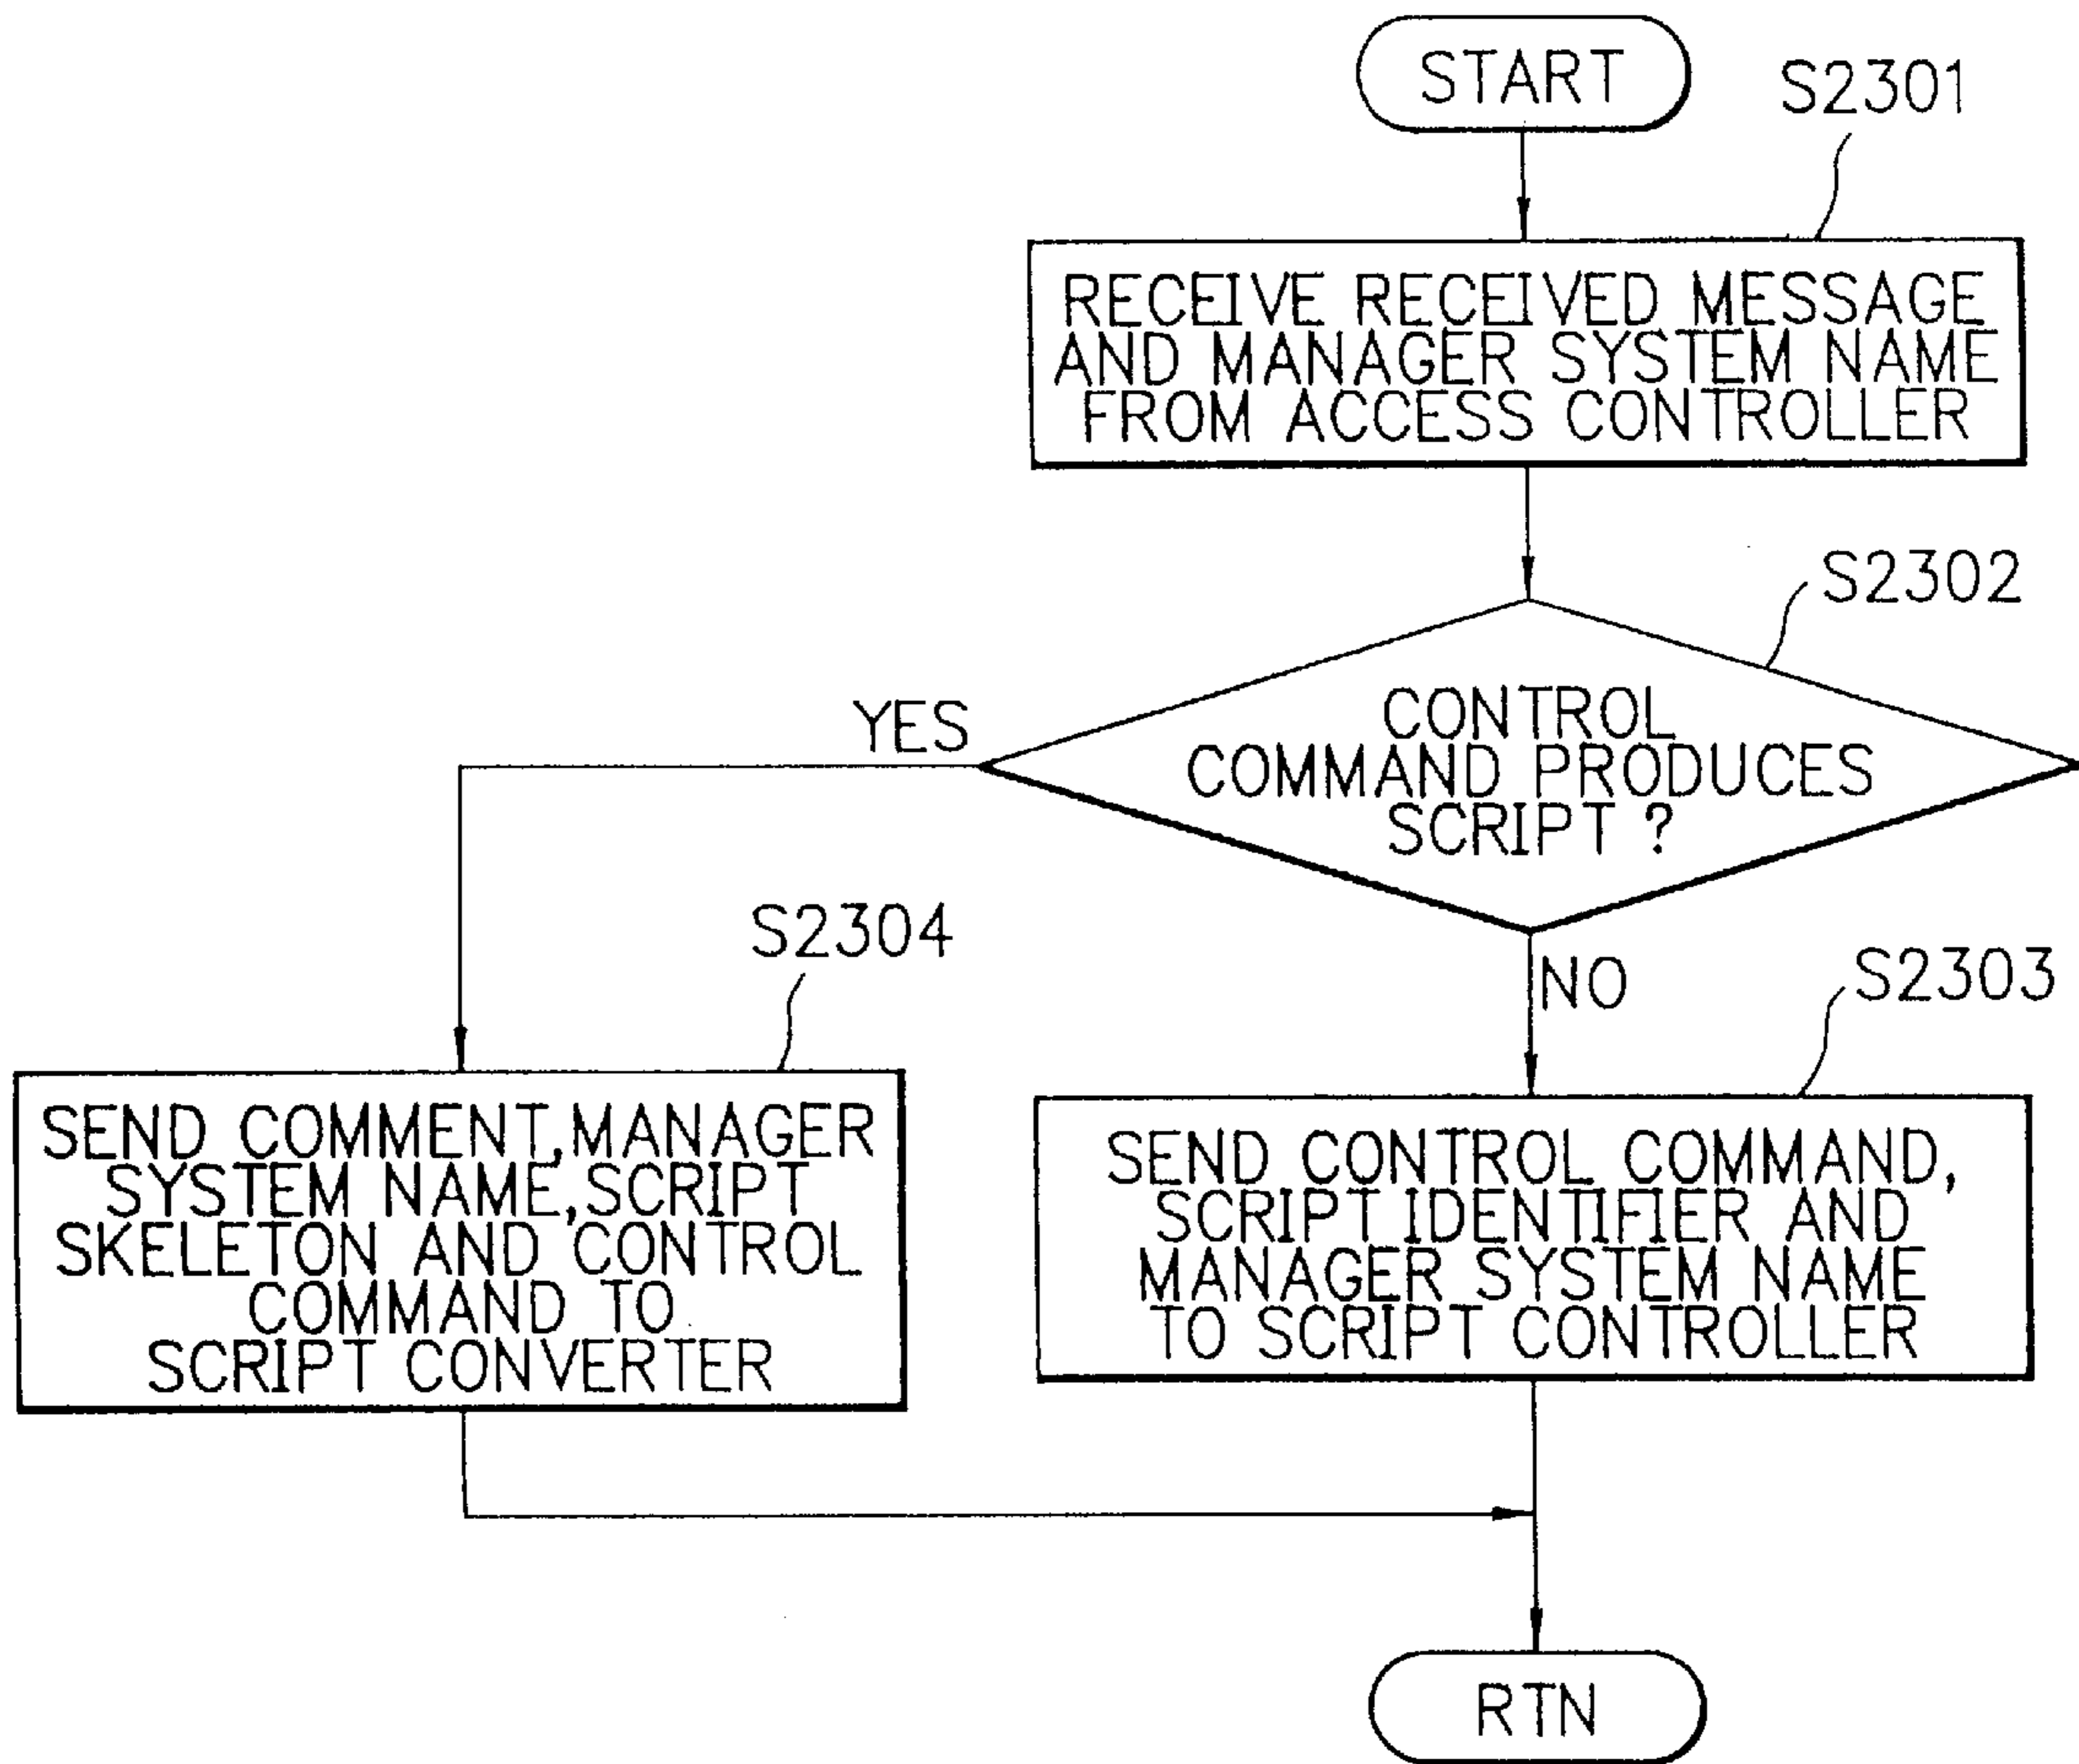 START
S2301
RECEIVE RECEIVED MESSAGE
AND MANAGER SYSTEM NAME
FROM ACCESS CONTROLLER
S2302
CONTROL
COMMAND PRODUCES
SCRIPT ?
YES
NO
S2304
SEND COMMENT,MANAGER
SYSTEM NAME,SCRIPT
SKELETON AND CONTROL
COMMAND TO
SCRIPT CONVERTER
S2303
SEND CONTROL COMMAND,
SCRIPT IDENTIFIER AND
MANAGER SYSTEM NAME
TO SCRIPT CONTROLLER
RTN